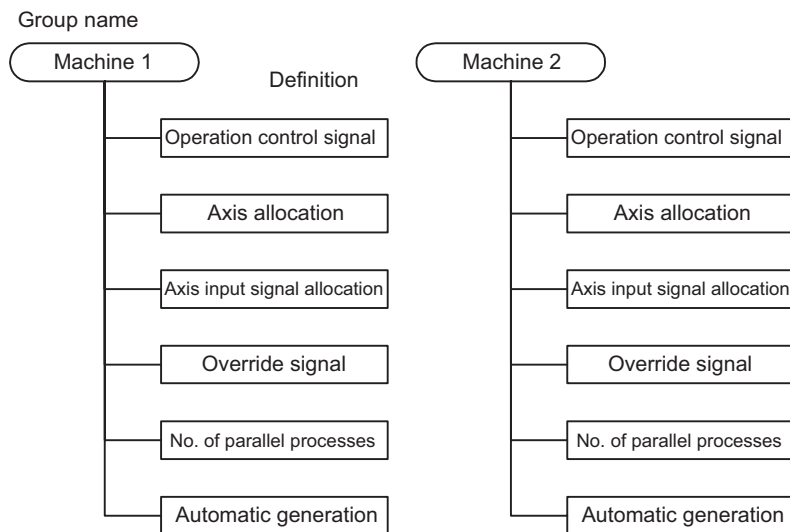 Group name
Machine 1
Definition
Operation control signal
Axis allocation
Axis input signal allocation
Override signal
No. of parallel processes
Automatic generation
Machine 2
Operation control signal
Axis allocation
Axis input signal allocation
Override signal
No. of parallel processes
Automatic generation